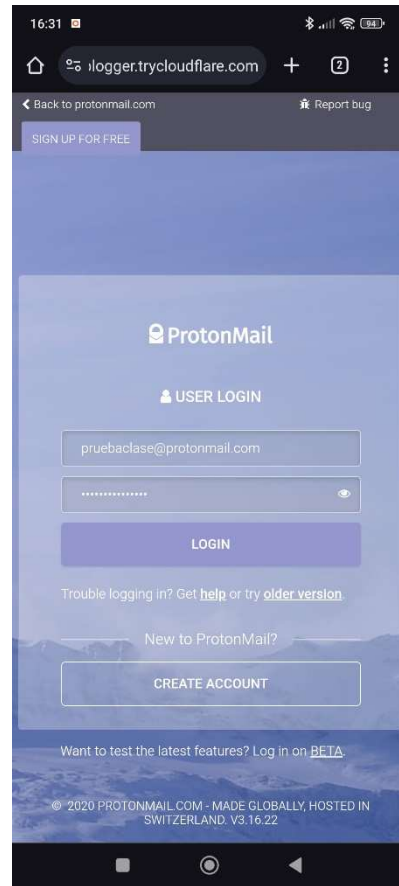 16:31
94
logger.trycloudflare.com
2
Back to protonmail.com
Report bug
SIGN UP FOR FREE
ProtonMail
USER LOGIN
pruebaclase@protonmail.com
LOGIN
Trouble logging in? Get help or try older version.
New to ProtonMail?
CREATE ACCOUNT
Want to test the latest features? Log in on BETA.
© 2020 PROTONMAIL.COM - MADE GLOBALLY, HOSTED IN
SWITZERLAND. V3.16.22